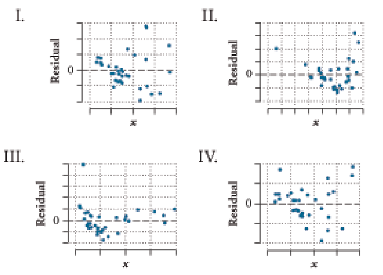 I.
II.
Residual
0
x
Residual
0
x
III.
IV.
Residual
0
x
Residual
0
x